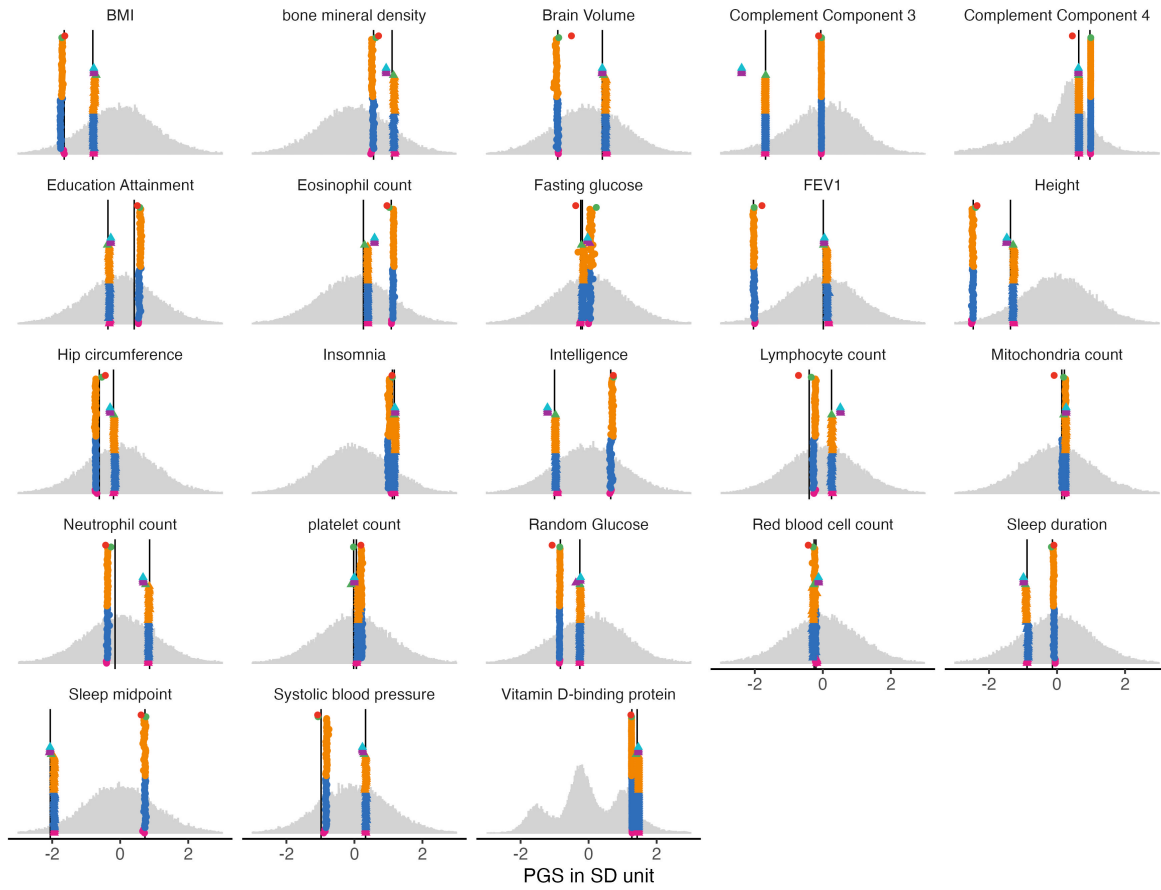 BMI
bone mineral density
Brain Volume
Complement Component 3
Complement Component 4
Education Attainment
Eosinophil count
Fasting glucose
FEV1
Height
Hip circumference
Insomnia
Intelligence
Lymphocyte count
Mitochondria count
Neutrophil count
platelet count
Random Glucose
Red blood cell count
Sleep duration
-2 0 2
-2 0 2
Sleep midpoint
Systolic blood pressure
Vitamin D-binding protein
-2 0 2
-2 0 2
-2 0 2
PGS in SD unit